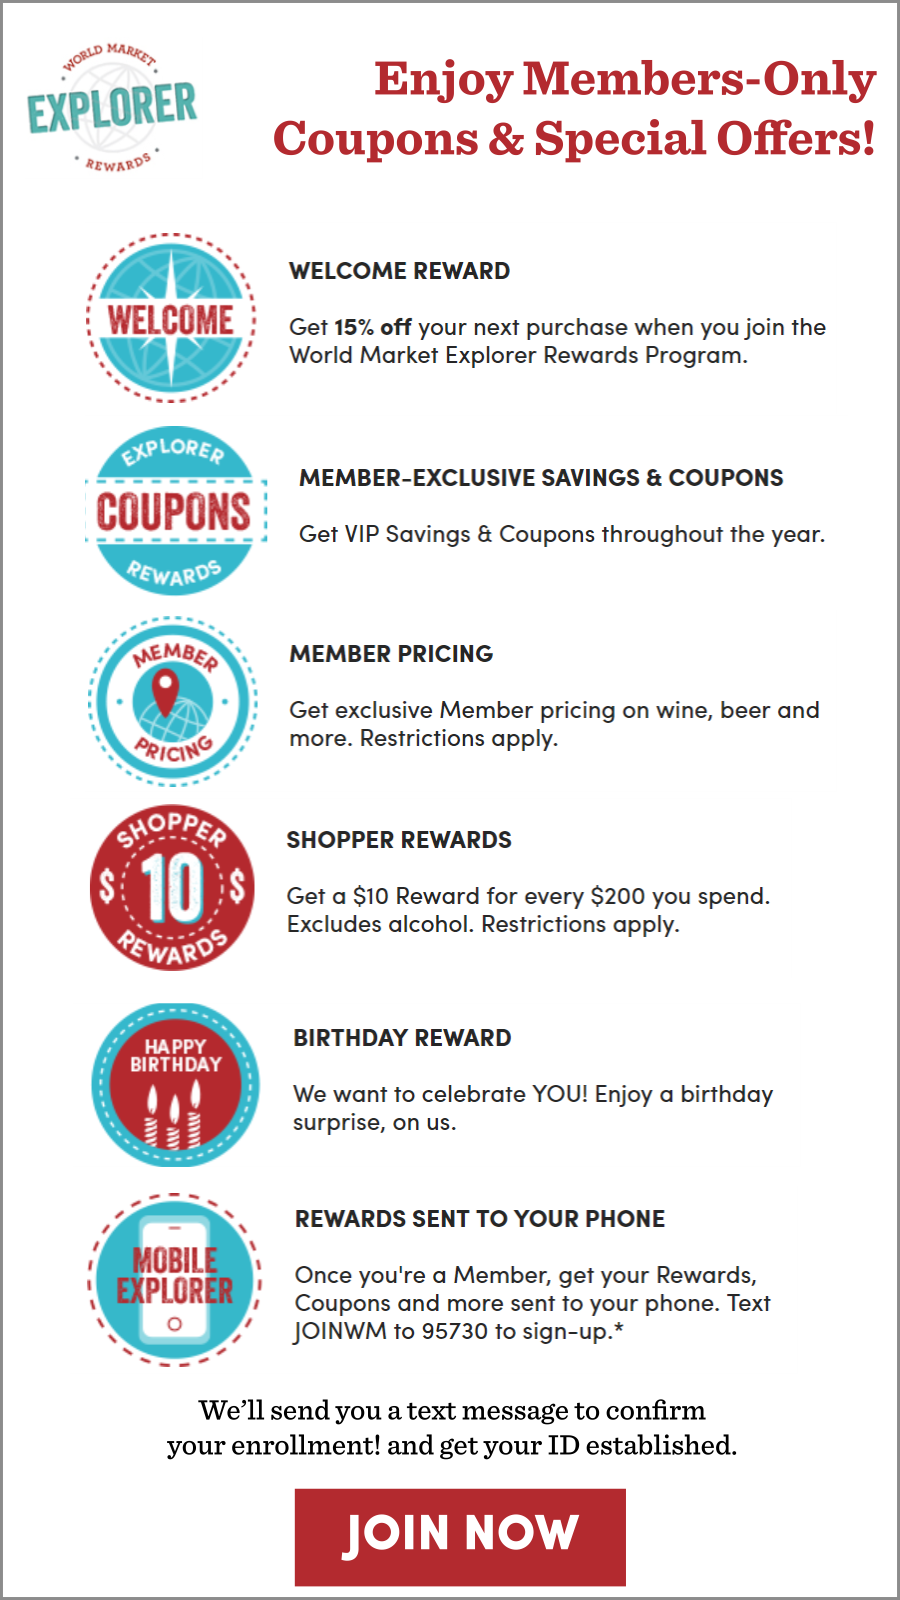 WORLD MARKET
EXPLORER
REWARDS
Enjoy Members-Only
Coupons & Special Offers!
WELCOME
WELCOME REWARD
Get 15% off your next purchase when you join the
World Market Explorer Rewards Program.
EXPLORER
COUPONS
REWARDS
MEMBER-EXCLUSIVE SAVINGS & COUPONS
Get VIP Savings & Coupons throughout the year.
MEMBER
PRICING
MEMBER PRICING
Get exclusive Member pricing on wine, beer and
more. Restrictions apply.
SHOPPER
$ 10 $
REWARDS
SHOPPER REWARDS
Get a $10 Reward for every $200 you spend.
Excludes alcohol. Restrictions apply.
HAPPY
BIRTHDAY
BIRTHDAY REWARD
We want to celebrate YOU! Enjoy a birthday
surprise, on us.
MOBILE
EXPLORER
REWARDS SENT TO YOUR PHONE
Once you're a Member, get your Rewards,
Coupons and more sent to your phone. Text
JOINWM to 95730 to sign-up.*
We’ll send you a text message to confirm
your enrollment! and get your ID established.
JOIN NOW